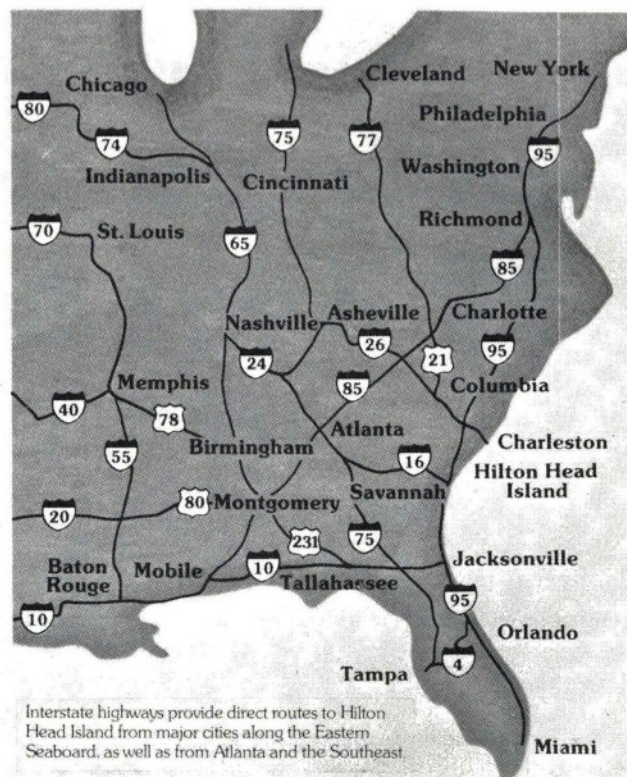 Chicago
Cleveland
New York
80
74
75
77
Philadelphia
95
Indianapolis
Cincinnati
Washington
70
St. Louis
65
Richmond
85
Nashville
Asheville
Charlotte
24
26
21
95
Memphis
85
Columbia
40
78
55
Birmingham
Atlanta
16
Charleston
Hilton Head
Island
20
80
Montgomery
Savannah
231
75
Baton
Rouge
Mobile
10
Tallahassee
Jacksonville
10
95
Orlando
Tampa
4
Miami
Interstate highways provide direct routes to Hilton
Head Island from major cities along the Eastern
Seaboard, as well as from Atlanta and the Southeast.